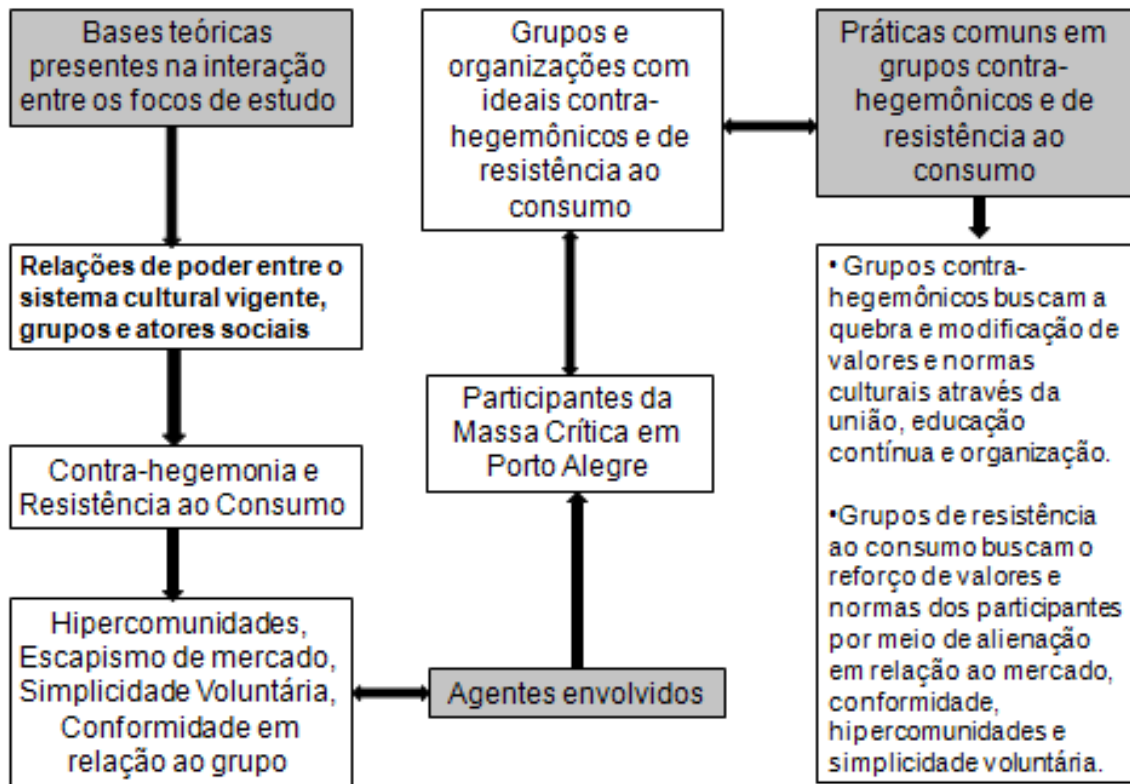 Bases teóricas
presentes na interação
entre os focos de estudo
Relações de poder entre o
sistema cultural vigente,
grupos e atores sociais
Contra-hegemonia e
Resistência ao Consumo
Hipercomunidades,
Escapismo de mercado,
Simplicidade Voluntária,
Conformidade em
relação ao grupo
Agentes envolvidos
Participantes da
Massa Crítica em
Porto Alegre
Grupos e
organizações com
ideais contra-
hegemônicos e de
resistência ao
consumo
Práticas comuns em
grupos contra-
hegemônicos e de
resistência ao
consumo
• Grupos contra-
hegemônicos buscam a
quebra e modificação de
valores e normas
culturais através da
união, educação
contínua e organização.
•Grupos de resistência
ao consumo buscam o
reforço de valores e
normas dos participantes
por meio de alienação
em relação ao mercado,
conformidade,
hipercomunidades e
simplicidade voluntária.